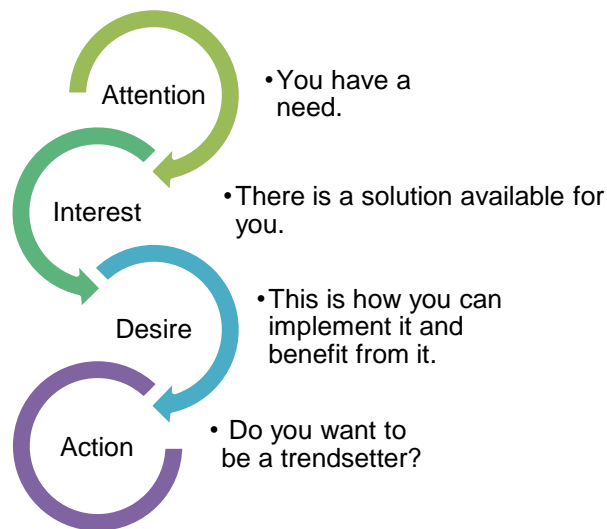 Attention
•You have a
need.
Interest
•There is a solution available for
you.
Desire
•This is how you can
implement it and
benefit from it.
Action
• Do you want to
be a trendsetter?